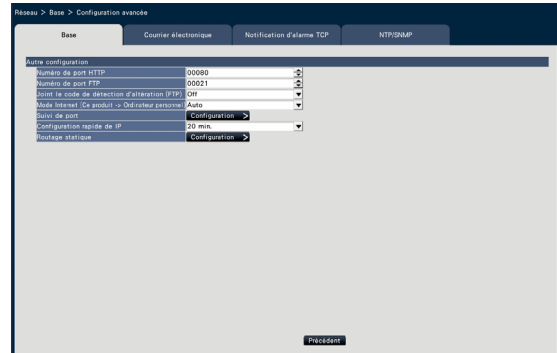 Réseau > Base > Configuration avancée
Base Courrier électronique Notification d'alarme TCP NTP/SNMP
Autre configuration
Numéro de port HTTP 00080
Numéro de port FTP 00021
Joint le code de détection d'altération (FTP) Off
Mode Internet (Ce produit -> Ordinateur personnel) Auto
Suivi de port Configuration >
Configuration rapide de IP 20 min.
Routage statique Configuration >
Précédent